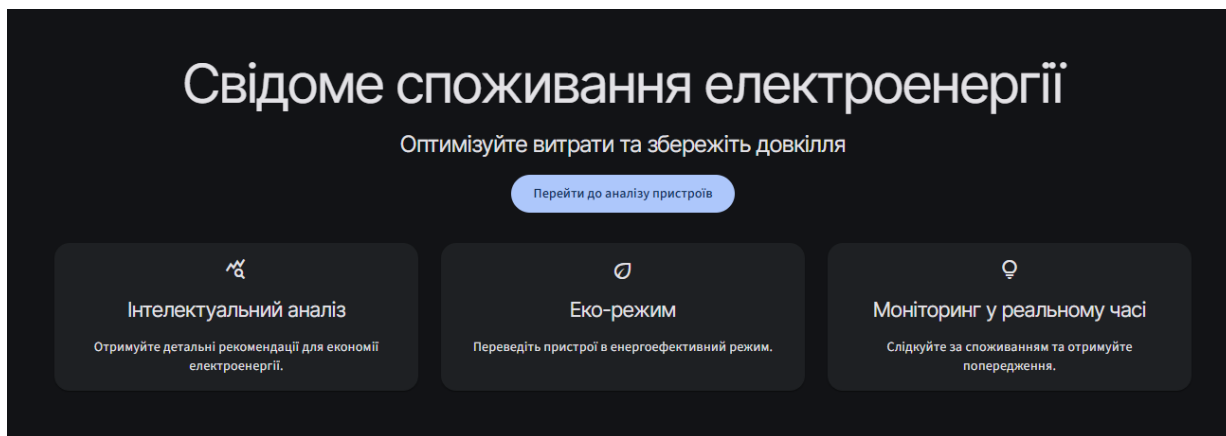 Свідоме споживання електроенергії
Оптимізуйте витрати та збережіть довкілля
Перейти до аналізу пристроїв
Інтелектуальний аналіз
Отримуйте детальні рекомендації для економії
електроенергії.
Еко-режим
Переведіть пристрої в енергоефективний режим.
Моніторинг у реальному часі
Слідкуйте за споживанням та отримуйте
попередження.